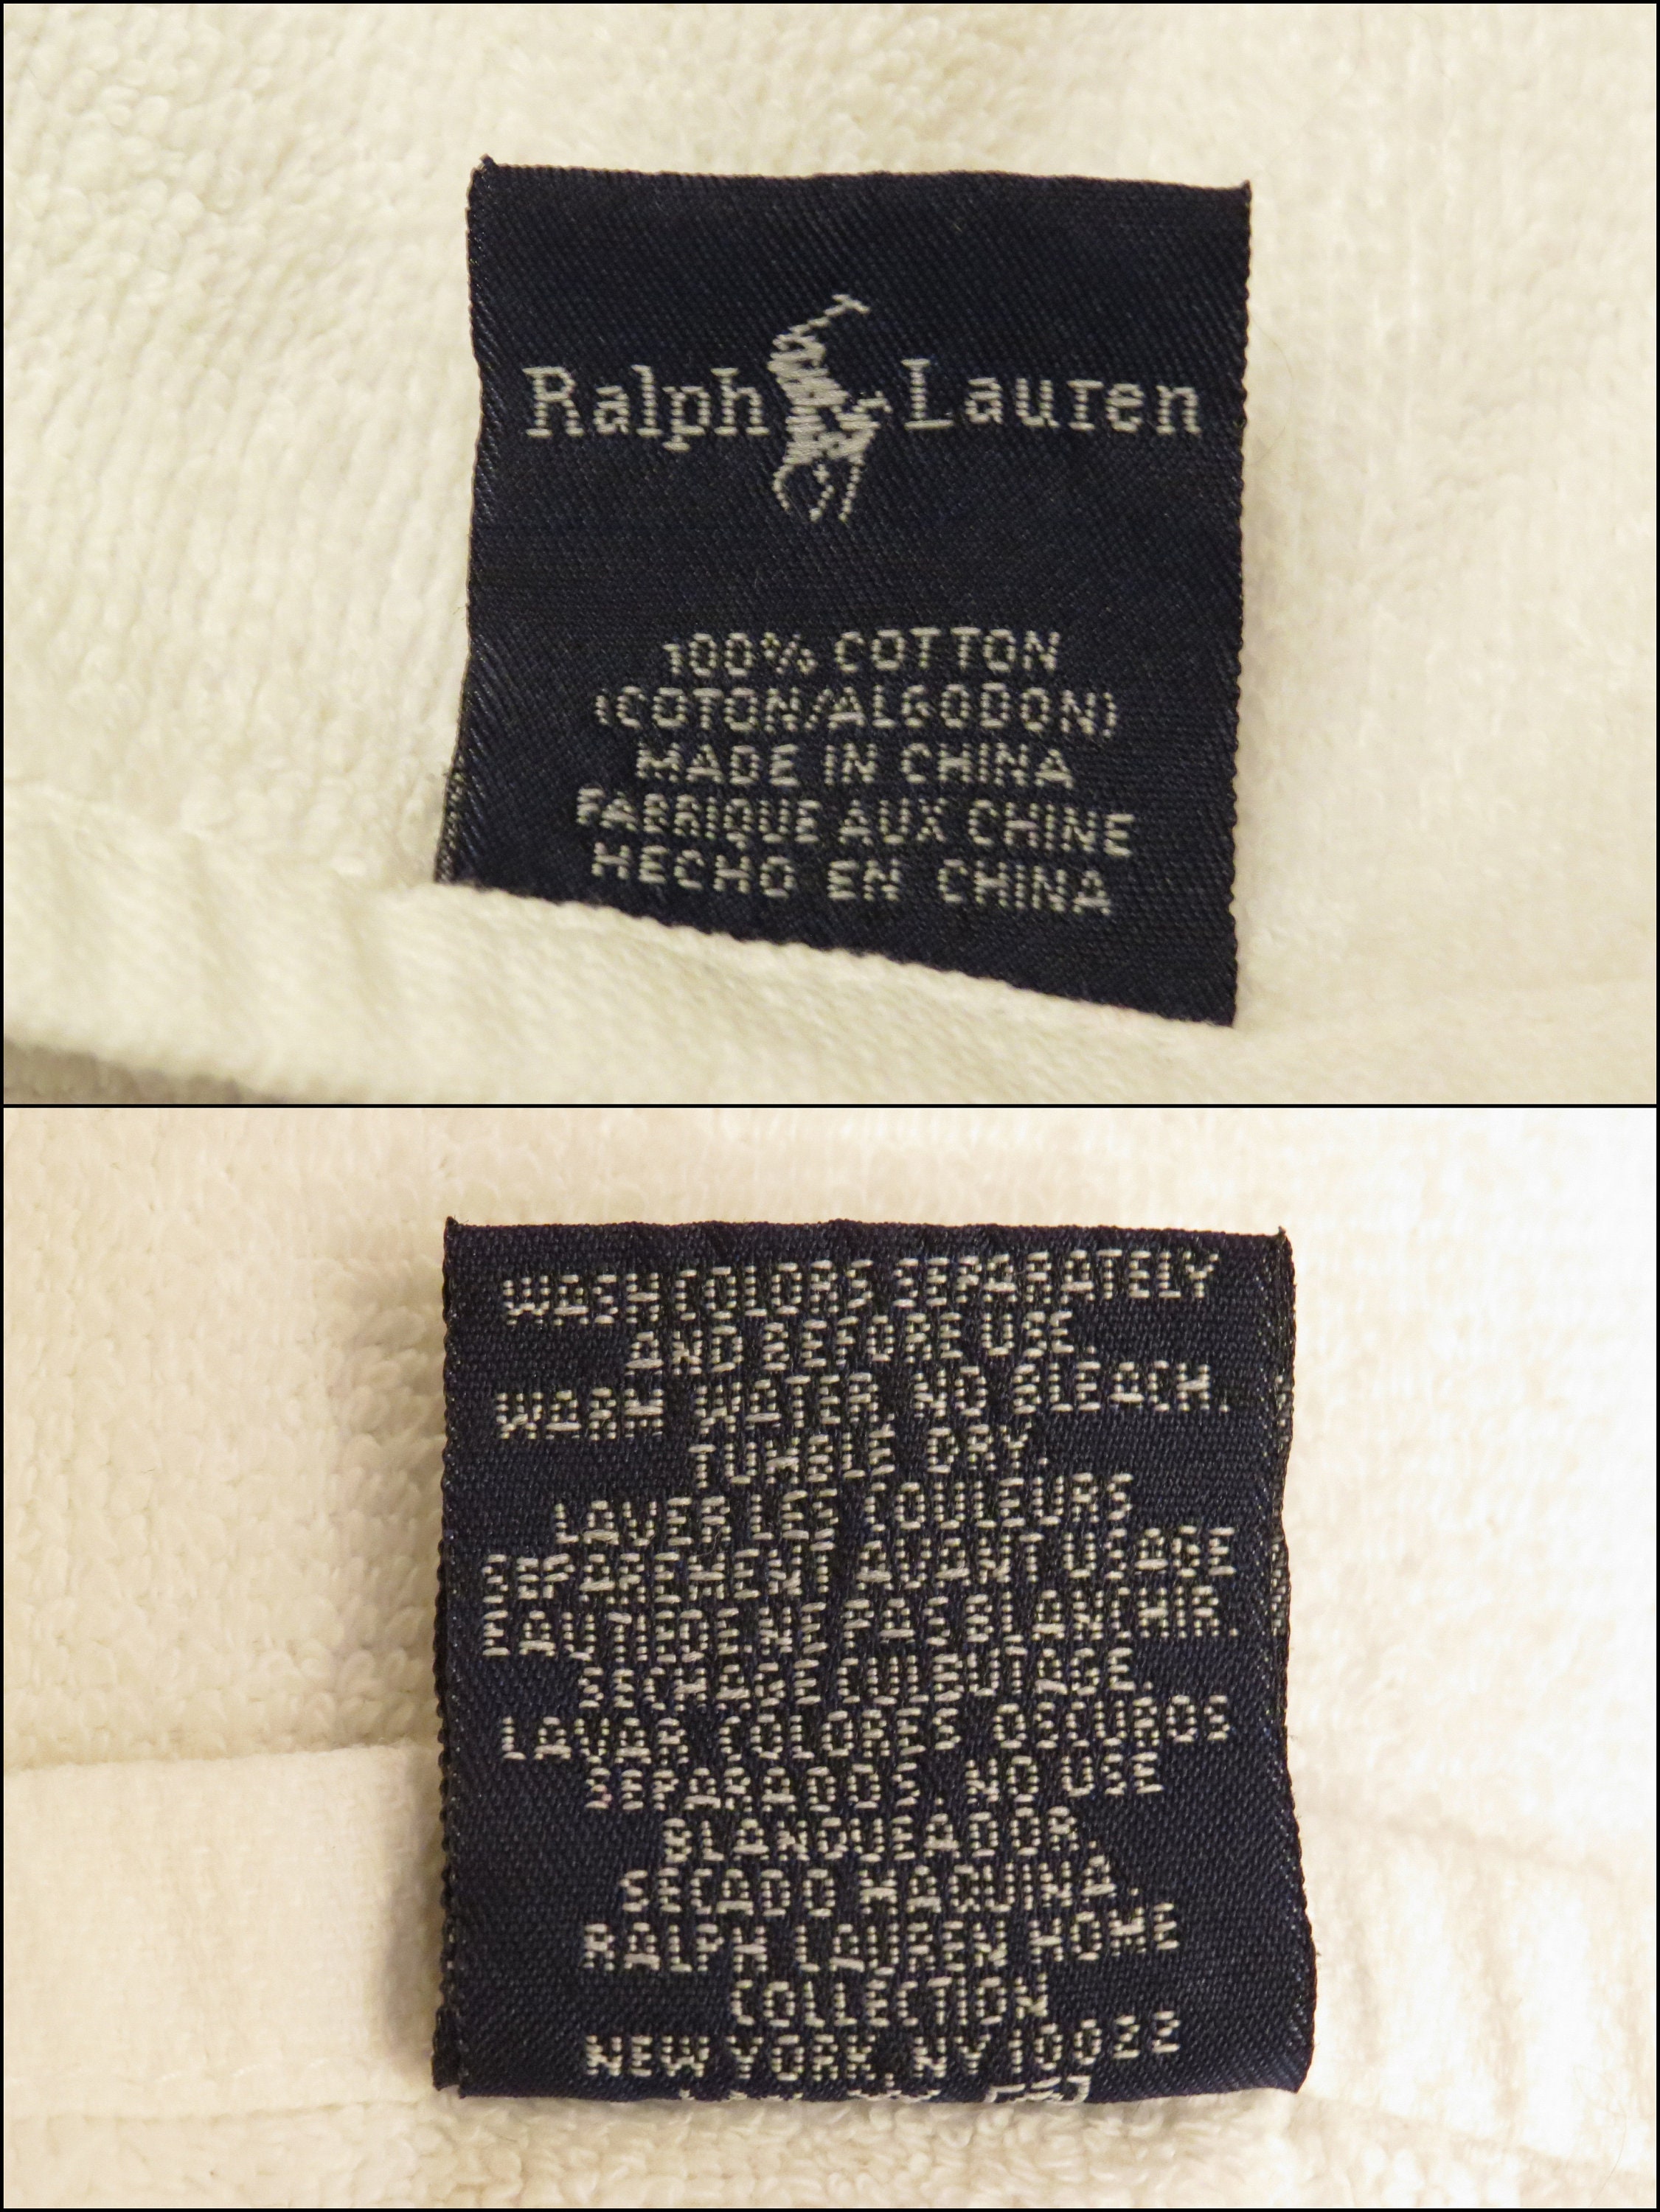 Ralph Lauren
100% COTTON
(COTON/ALGODON)
MADE IN CHINA
FABRIQUE AUX CHINE
HECHO EN CHINA
WASH COLORS SEPARATELY
AND BEFORE USE
WARM WATER, NO BLEACH.
TUMBLE DRY.
LAVER LES COULEURS
SEPAREMENT AVANT USAGE
EAU TIEDE.NE PAS BLANCHIR.
SECHAGE CULBUTAGE
LAVAR COLORES OSCUROS
SEPARADOS. NO USE
BLANQUEADOR.
SECADO MAQUINA.
RALPH LAUREN HOME
COLLECTION
NEW YORK, NY 10022